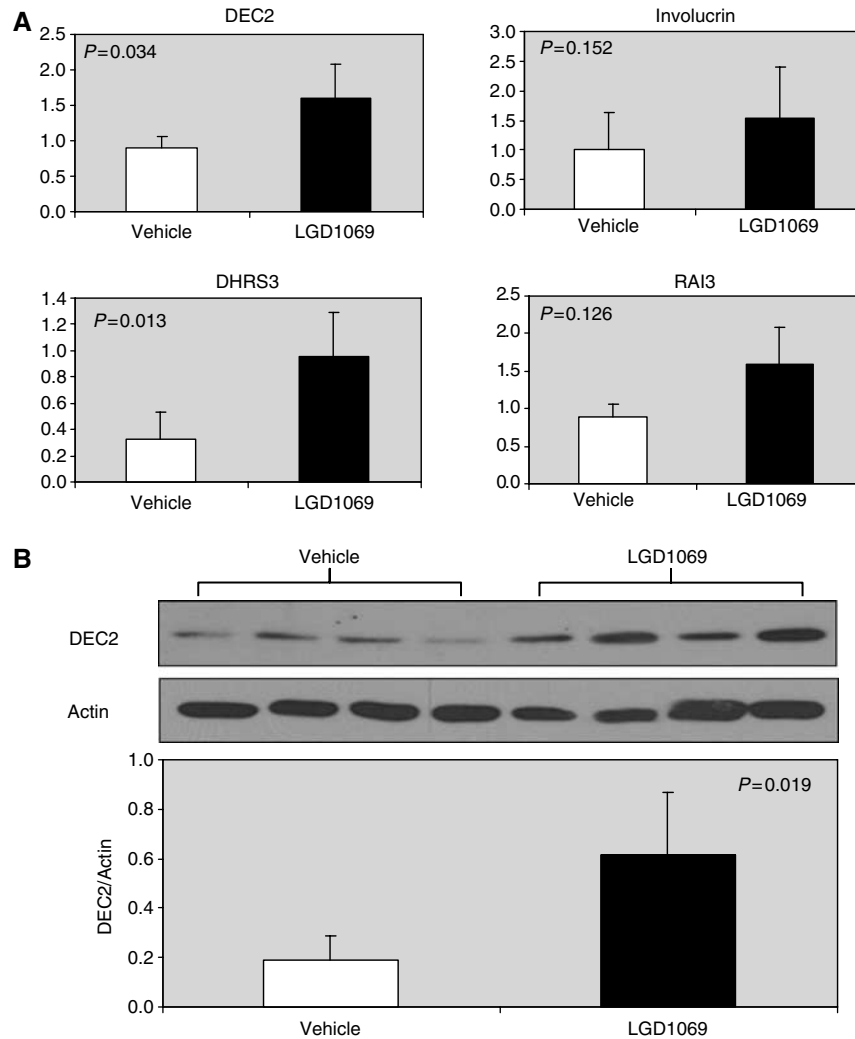 A
DEC2
P=0.034
2.5
2.0
1.5
1.0
0.5
0.0
Vehicle LGD1069
Involucrin
P=0.152
3.0
2.5
2.0
1.5
1.0
0.5
0.0
Vehicle LGD1069
DHRS3
P=0.013
1.4
1.2
1.0
0.8
0.6
0.4
0.2
0.0
Vehicle LGD1069
RAI3
P=0.126
2.5
2.0
1.5
1.0
0.5
0.0
Vehicle LGD1069
B
Vehicle LGD1069
DEC2
Actin
DEC2/Actin
P=0.019
1.0
0.8
0.6
0.4
0.2
0.0
Vehicle LGD1069